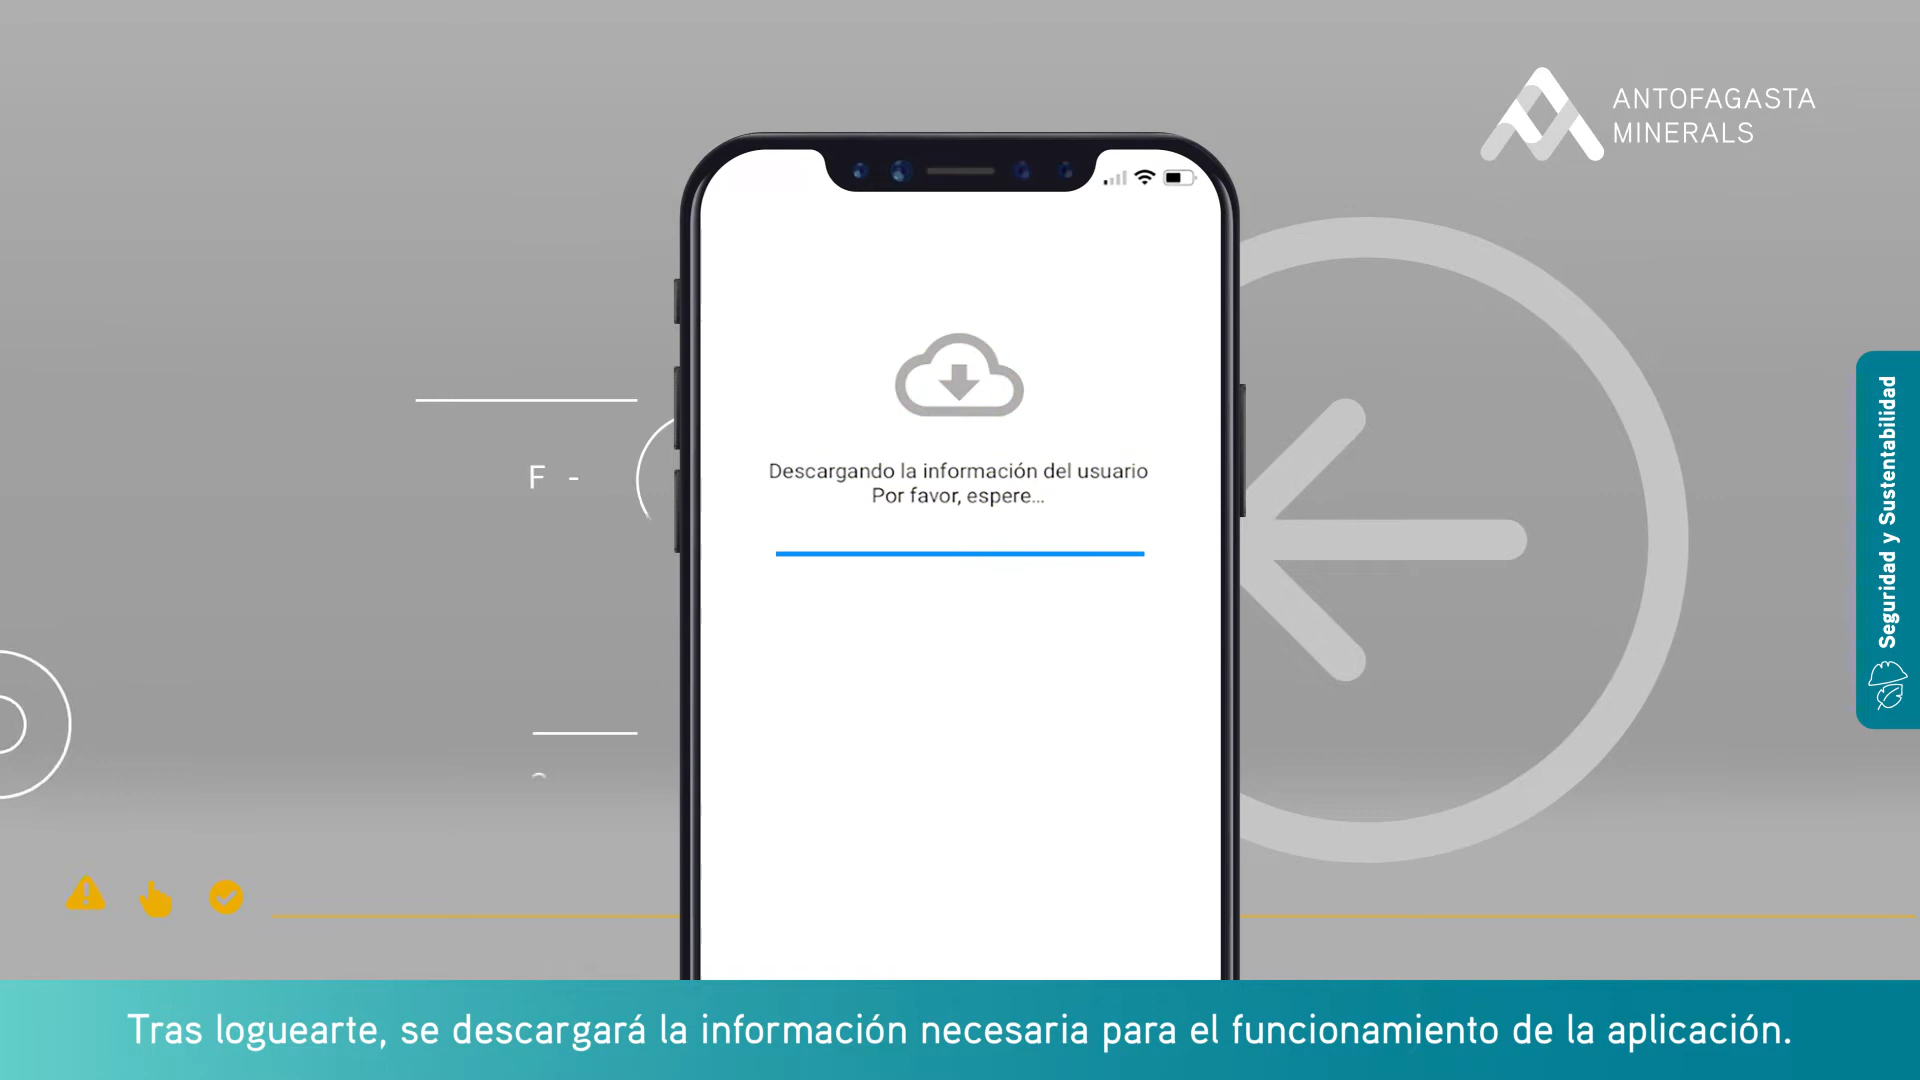 ANTOFAGASTA
MINERALS
Descargando la información del usuario
Por favor, espere...
F -
Seguridad y Sustentabilidad
Tras loguearte, se descargará la información necesaria para el funcionamiento de la aplicación.